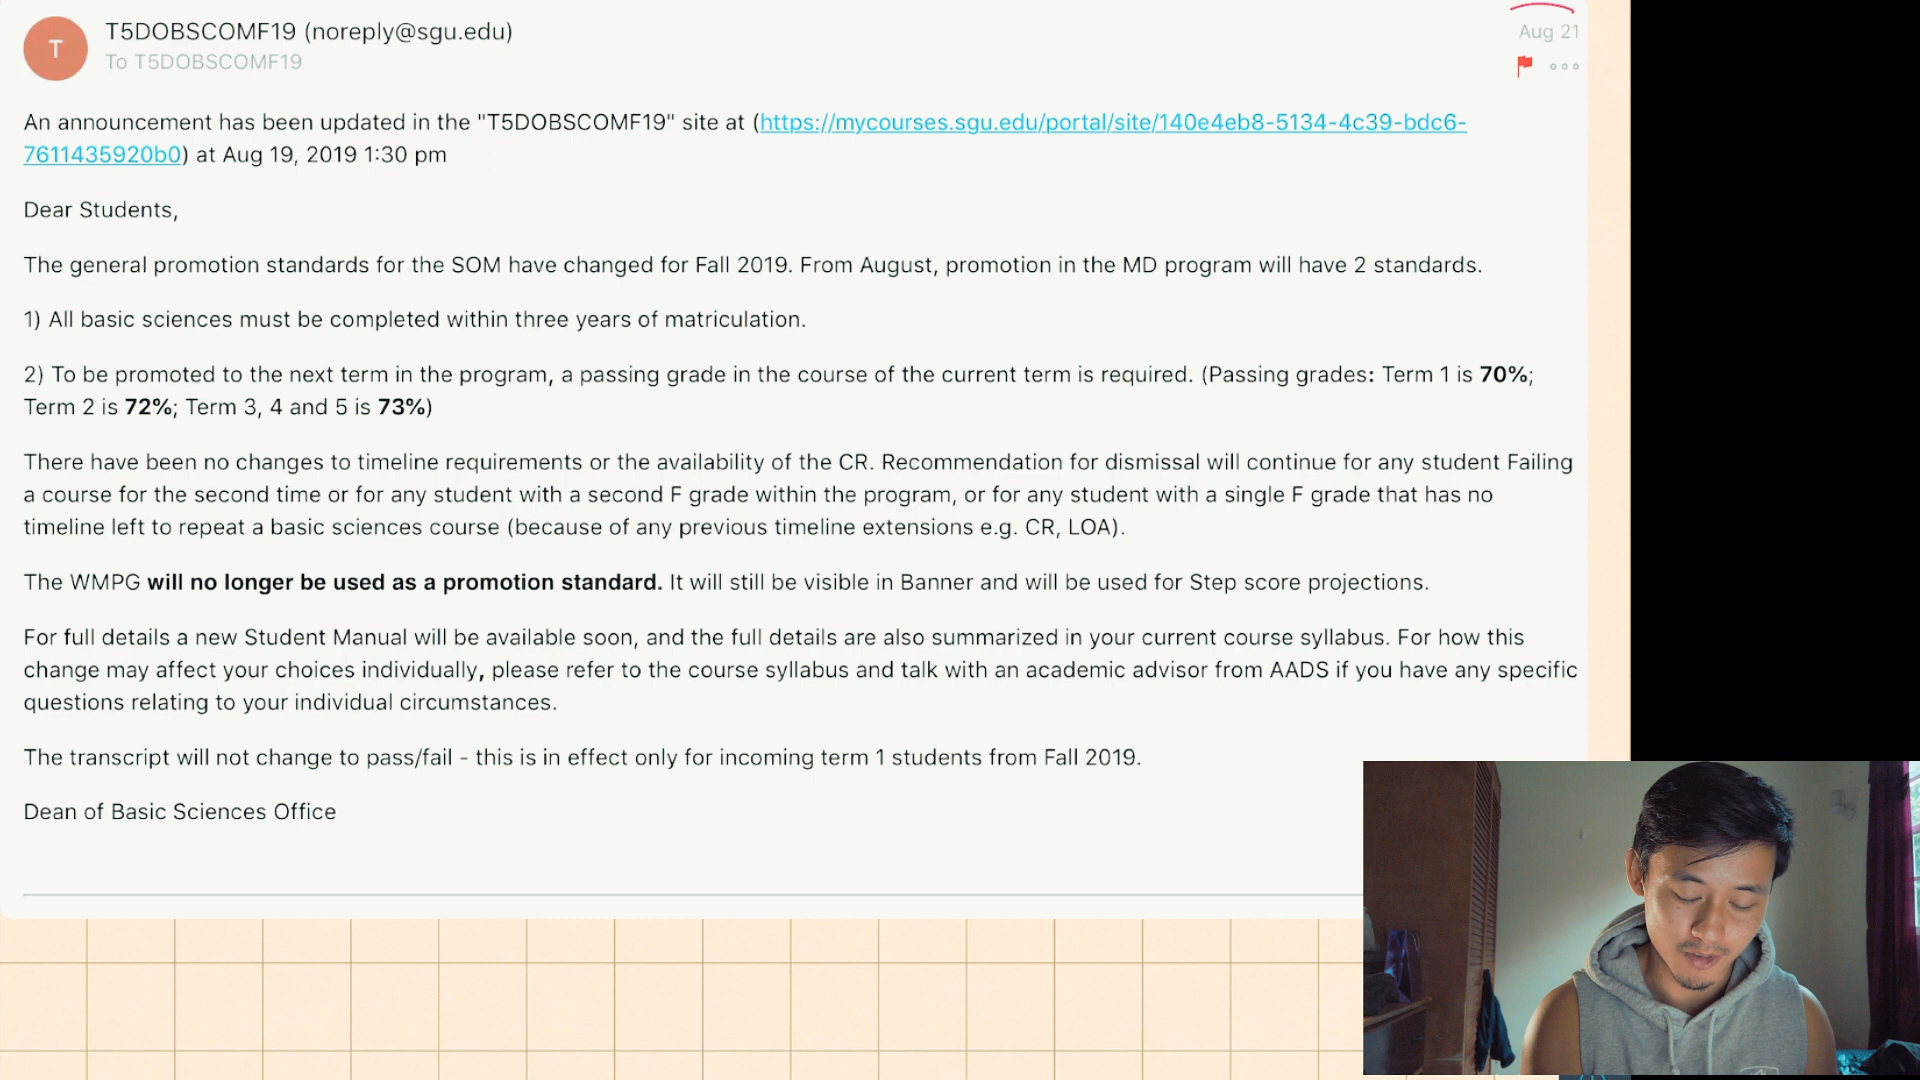 T
T5DOBSCOMF19 (noreply@sgu.edu)
To T5DOBSCOMF19
Aug 21
An announcement has been updated in the "T5DOBSCOMF19" site at (https://mycourses.sgu.edu/portal/site/140e4eb8-5134-4c39-bdc6-
7611435920b0) at Aug 19, 2019 1:30 pm
Dear Students,
The general promotion standards for the SOM have changed for Fall 2019. From August, promotion in the MD program will have 2 standards.
1) All basic sciences must be completed within three years of matriculation.
2) To be promoted to the next term in the program, a passing grade in the course of the current term is required. (Passing grades: Term 1 is 70%;
Term 2 is 72%; Term 3, 4 and 5 is 73%)
There have been no changes to timeline requirements or the availability of the CR. Recommendation for dismissal will continue for any student Failing
a course for the second time or for any student with a second F grade within the program, or for any student with a single F grade that has no
timeline left to repeat a basic sciences course (because of any previous timeline extensions e.g. CR, LOA).
The WMPG will no longer be used as a promotion standard. It will still be visible in Banner and will be used for Step score projections.
For full details a new Student Manual will be available soon, and the full details are also summarized in your current course syllabus. For how this
change may affect your choices individually, please refer to the course syllabus and talk with an academic advisor from AADS if you have any specific
questions relating to your individual circumstances.
The transcript will not change to pass/fail - this is in effect only for incoming term 1 students from Fall 2019.
Dean of Basic Sciences Office